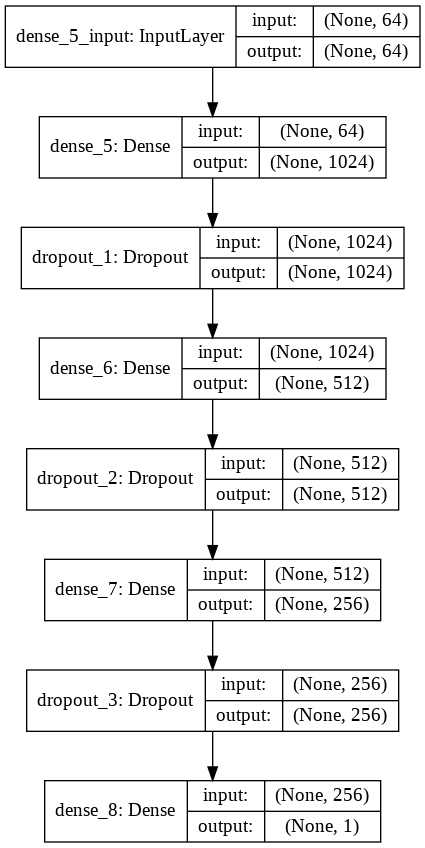 dense_5_input: InputLayer
input: (None, 64)
output: (None, 64)
dense_5: Dense
input: (None, 64)
output: (None, 1024)
dropout_1: Dropout
input: (None, 1024)
output: (None, 1024)
dense_6: Dense
input: (None, 1024)
output: (None, 512)
dropout_2: Dropout
input: (None, 512)
output: (None, 512)
dense_7: Dense
input: (None, 512)
output: (None, 256)
dropout_3: Dropout
input: (None, 256)
output: (None, 256)
dense_8: Dense
input: (None, 256)
output: (None, 1)